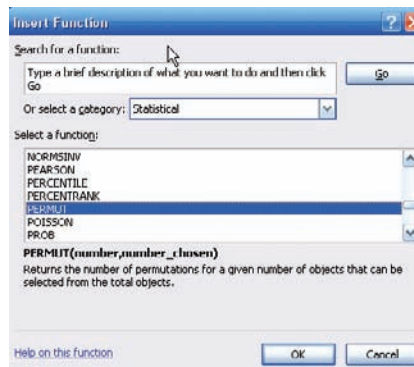 Insert Function
Search for a function:
Type a brief description of what you want to do and then click
Go
Go
Or select a category: Statistical
Select a function:
NORMSINV
PEARSON
PERCENTILE
PERCENTRANK
PERMUT
POISSON
PROB
PERMUT(number,number_chosen)
Returns the number of permutations for a given number of objects that can be
selected from the total objects.
Help on this function
OK
Cancel